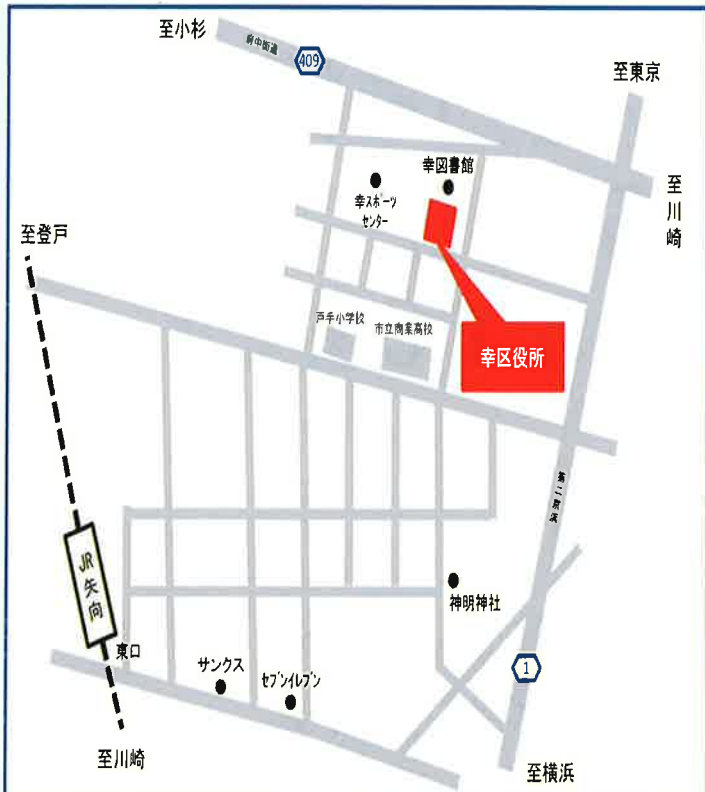 至小杉
府中街道
409
至東京
至川崎
幸図書館
幸スポーツ
センター
至登戸
戸手小学校
市立商業高校
幸区役所
第二京浜
JR矢向
神明神社
東口
サンクス
セブンイレブン
1
至川崎
至横浜